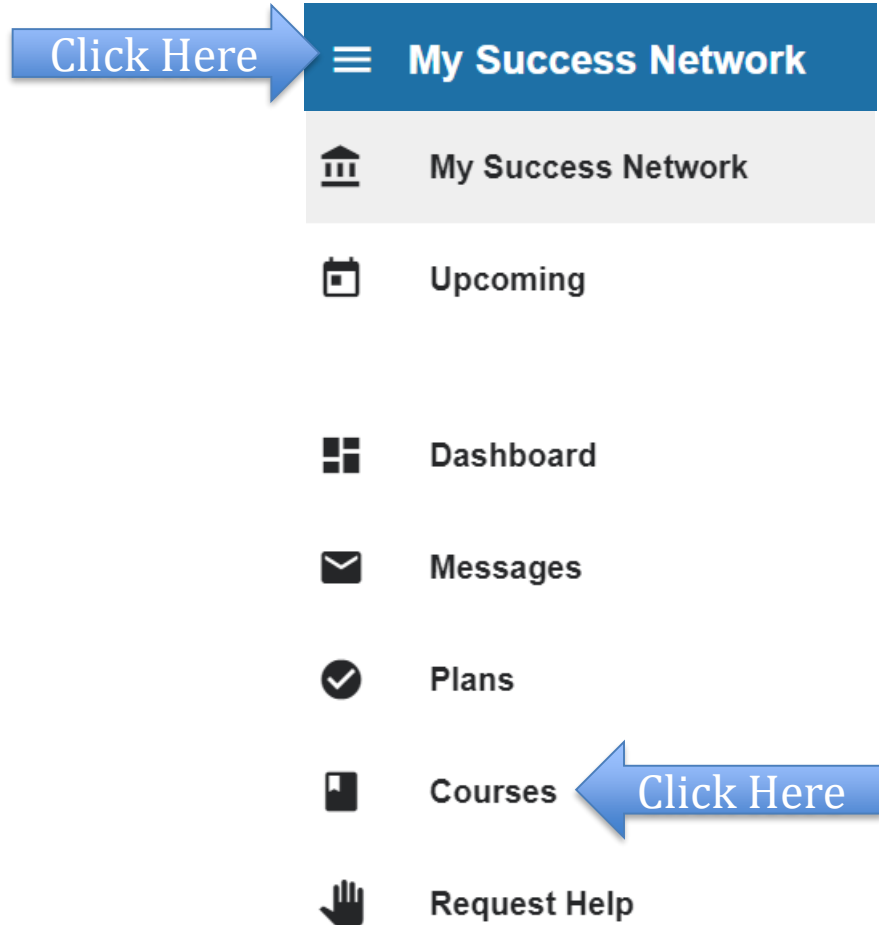 Click Here
My Success Network
My Success Network
Upcoming
Dashboard
Messages
Plans
Courses
Click Here
Request Help